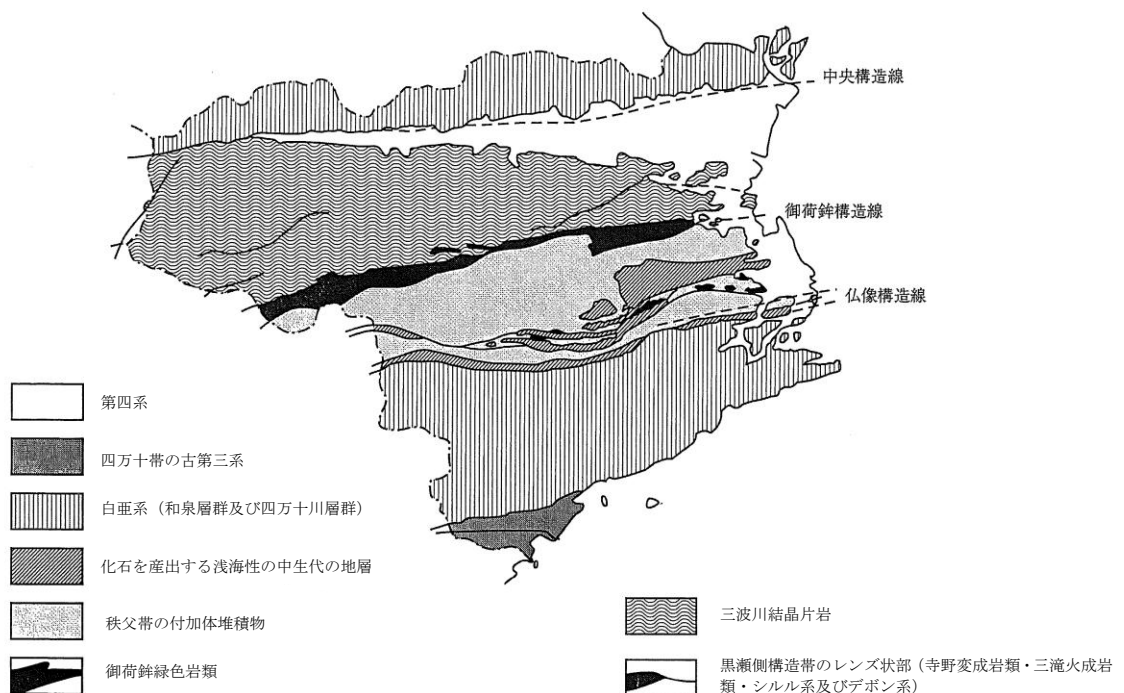 中央構造線
御荷鉾構造線
仏像構造線
第四系
四万十帯の古第三系
白亜系（和泉層群及び四万十川層群）
化石を産出する浅海性の中生代の地層
秩父帯の付加体堆積物
御荷鉾緑色岩類
三波川結晶片岩
黒瀬側構造帯のレンズ状部（寺野変成岩類・三滝火成岩
類・シルル系及びデボン系）